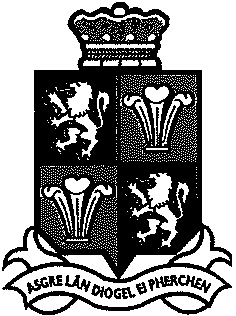 ASGRE LÂN DIOGEL EI PHERCHEN